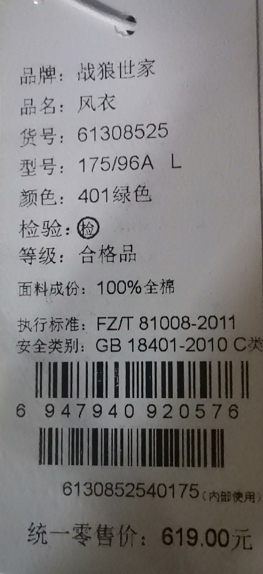 品牌：战狼世家
品名：风衣
货号：61308525
型号：175/96A L
颜色：401绿色
检验：检
等级：合格品
面料成份：100%全棉
执行标准：FZ/T 81008-2011
安全类别：GB 18401-2010 C类
6 947940 920576
6130852540175（内部使用）
统一零售价：619.00元